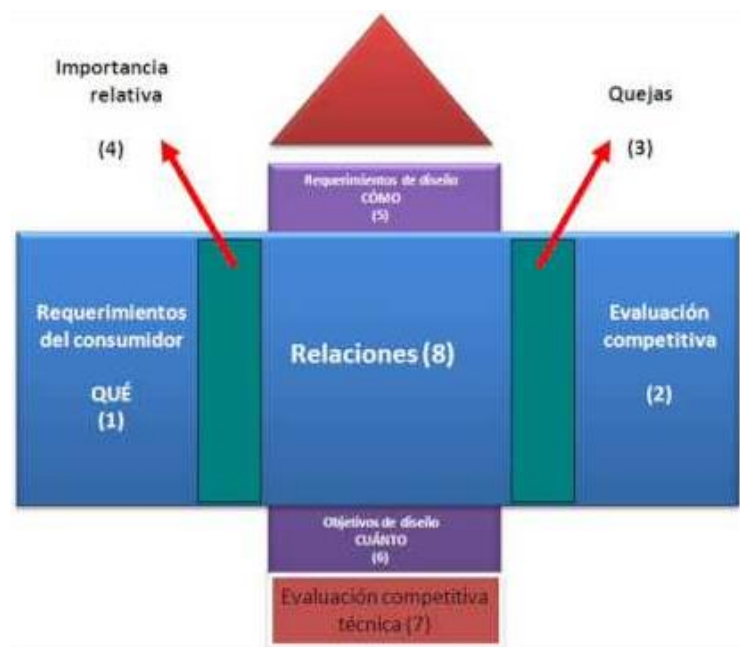 Importancia
relativa
(4)
Quejas
(3)
Requerimientos de diseño
CÓMO
(5)
Requerimientos
del consumidor
QUÉ
(1)
Relaciones (8)
Evaluación
competitiva
(2)
Objetivos de diseño
CUÁNTO
(6)
Evaluación competitiva
técnica (7)